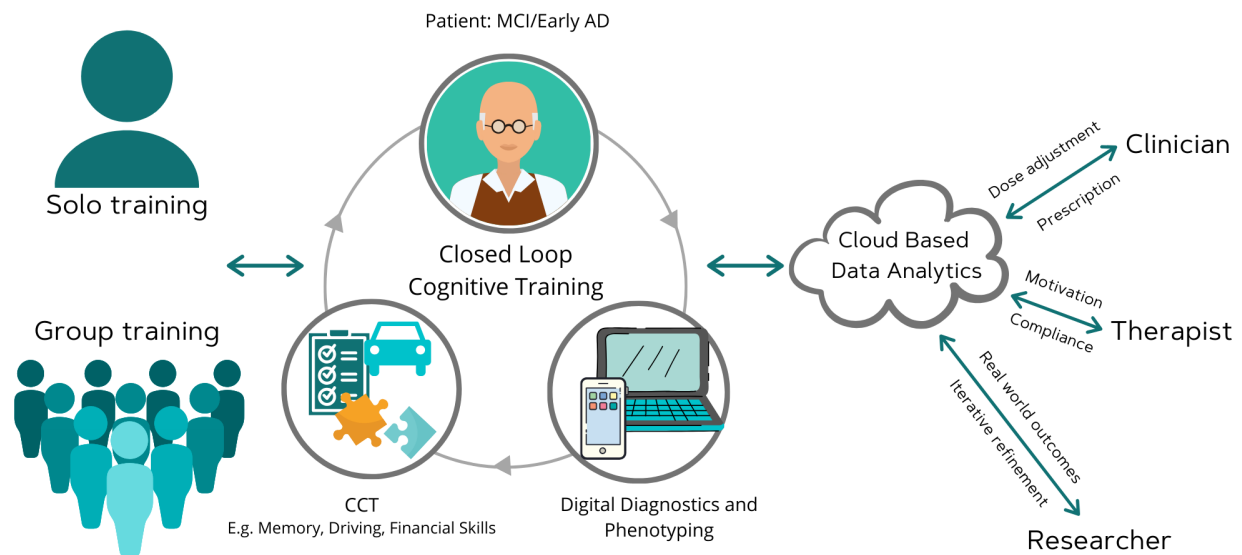 Patient: MCI/Early AD
Solo training
Group training
Closed Loop
Cognitive Training
CCT
E.g. Memory, Driving, Financial Skills
Digital Diagnostics and
Phenotyping
Cloud Based
Data Analytics
Dose adjustment
Prescription
Clinician
Motivation
Compliance
Therapist
Real world outcomes
Iterative refinement
Researcher